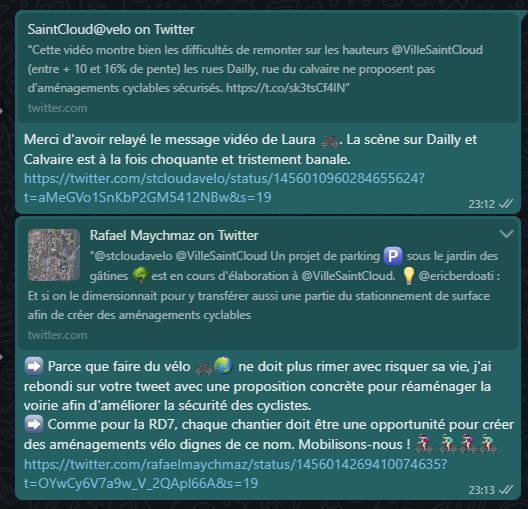 SaintCloud@velo on Twitter
"Cette vidéo montre bien les difficultés de remonter sur les hauteurs @VilleSaintCloud
(entre + 10 et 16% de pente) les rues Dailly, rue du calvaire ne proposent pas
d'aménagements cyclables sécurisés. https://t.co/sk3tsCf4lN"
twitter.com
Merci d'avoir relayé le message vidéo de Laura 🚲. La scène sur Dailly et
Calvaire est à la fois choquante et tristement banale.
https://twitter.com/stcloudavelo/status/1456010960284655624?
t=aMeGVo1SnKbP2GM5412NBw&s=19
23:12
Rafael Maychmaz on Twitter
"@stcloudavelo @VilleSaintCloud Un projet de parking 🅿️ sous le jardin des
gâtines 🌳 est en cours d'élaboration à @VilleSaintCloud. 💡 @ericberdoati :
Et si on le dimensionnait pour y transférer aussi une partie du stationnement de surface
afin de créer des aménagements cyclables
twitter.com
➡️ Parce que faire du vélo 🚲🌍 ne doit plus rimer avec risquer sa vie, j'ai
rebondi sur votre tweet avec une proposition concrète pour réaménager la
voirie afin d'améliorer la sécurité des cyclistes.
➡️ Comme pour la RD7, chaque chantier doit être une opportunité pour créer
des aménagements vélo dignes de ce nom. Mobilisons-nous ! 🚴🚴🚴🚴
https://twitter.com/rafaelmaychmaz/status/1456014269410074635?
t=OYwCy6V7a9w_V_2QApl66A&s=19
23:13